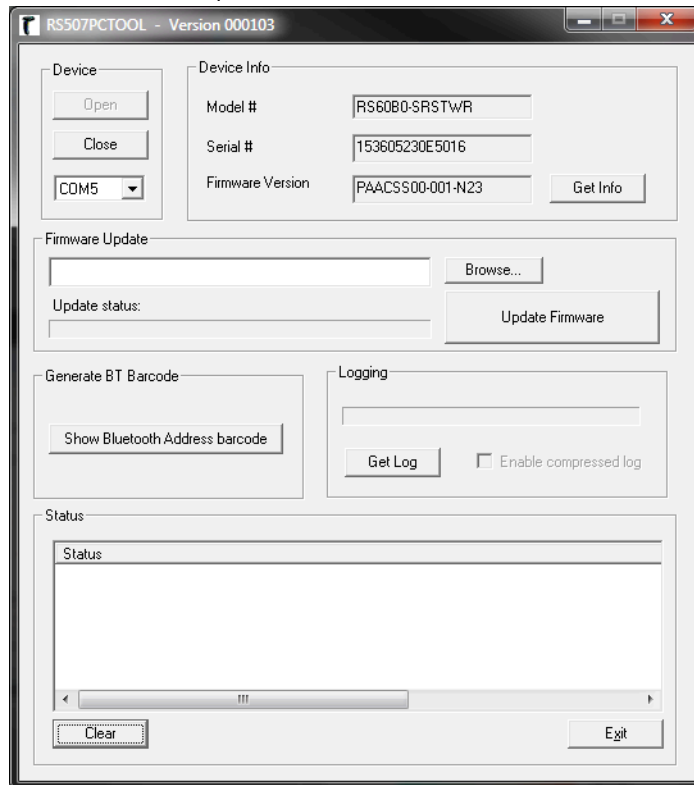 RS507PCTOOL - Version 000103
Device
Open
Close
COM5
Device Info
Model #
RS60B0-SRSTWR
Serial #
153605230E5016
Firmware Version
PAACSS00-001-N23
Get Info
Firmware Update
Browse...
Update status:
Update Firmware
Generate BT Barcode
Show Bluetooth Address barcode
Logging
Get Log
Enable compressed log
Status
Status
Clear
Exit